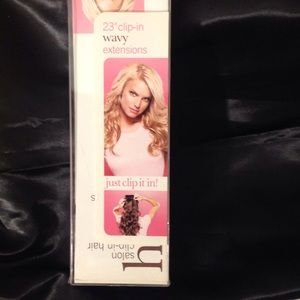 23" clip-in
wavy
extensions
just clip it in!
S
h
salon
clip-in hair